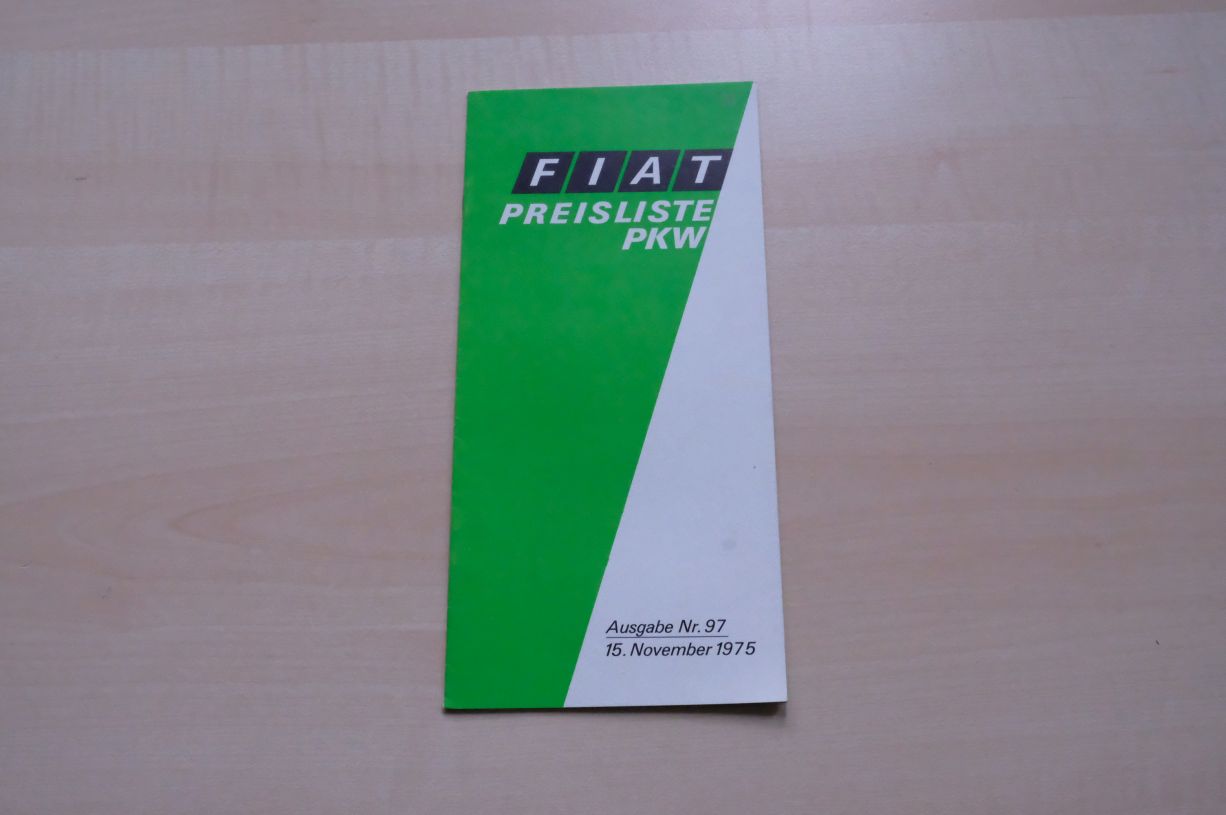 FIAT
PREISLISTE
PKW
Ausgabe Nr. 97
15. November 1975